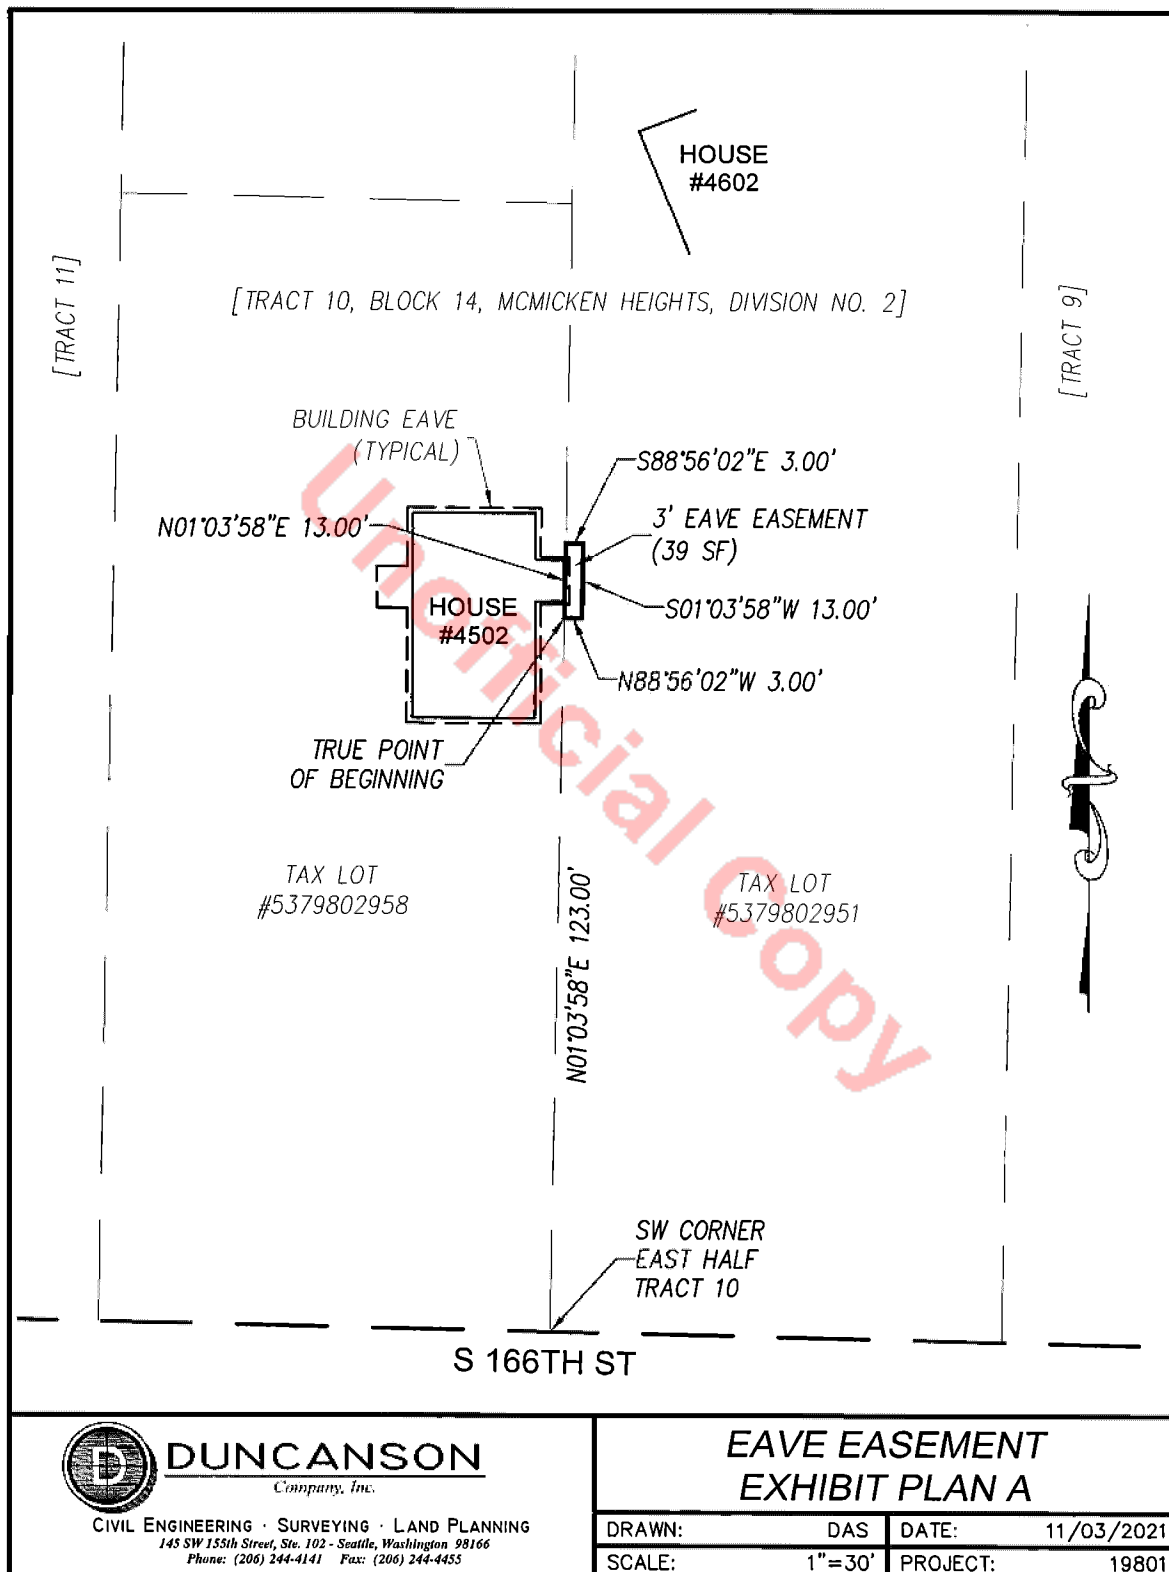 HOUSE
#4602
[TRACT 11]
[TRACT 10, BLOCK 14, MCMICKEN HEIGHTS, DIVISION NO. 2]
[TRACT 9]
BUILDING EAVE
(TYPICAL)
S88°56'02"E 3.00'
N01°03'58"E 13.00'
3' EAVE EASEMENT
(39 SF)
HOUSE
#4502
S01°03'58"W 13.00'
N88°56'02"W 3.00'
TRUE POINT
OF BEGINNING
TAX LOT
#5379802958
TAX LOT
#5379802951
N01°03'58"E 123.00'
Unofficial Copy
SW CORNER
EAST HALF
TRACT 10
S 166TH ST
D
DUNCANSON
Company, Inc.
CIVIL ENGINEERING · SURVEYING · LAND PLANNING
145 SW 155th Street, Ste. 102 - Seattle, Washington 98166
Phone: (206) 244-4141 Fax: (206) 244-4455
EAVE EASEMENT
EXHIBIT PLAN A
DRAWN: DAS DATE: 11/03/2021
SCALE: 1"=30' PROJECT: 19801